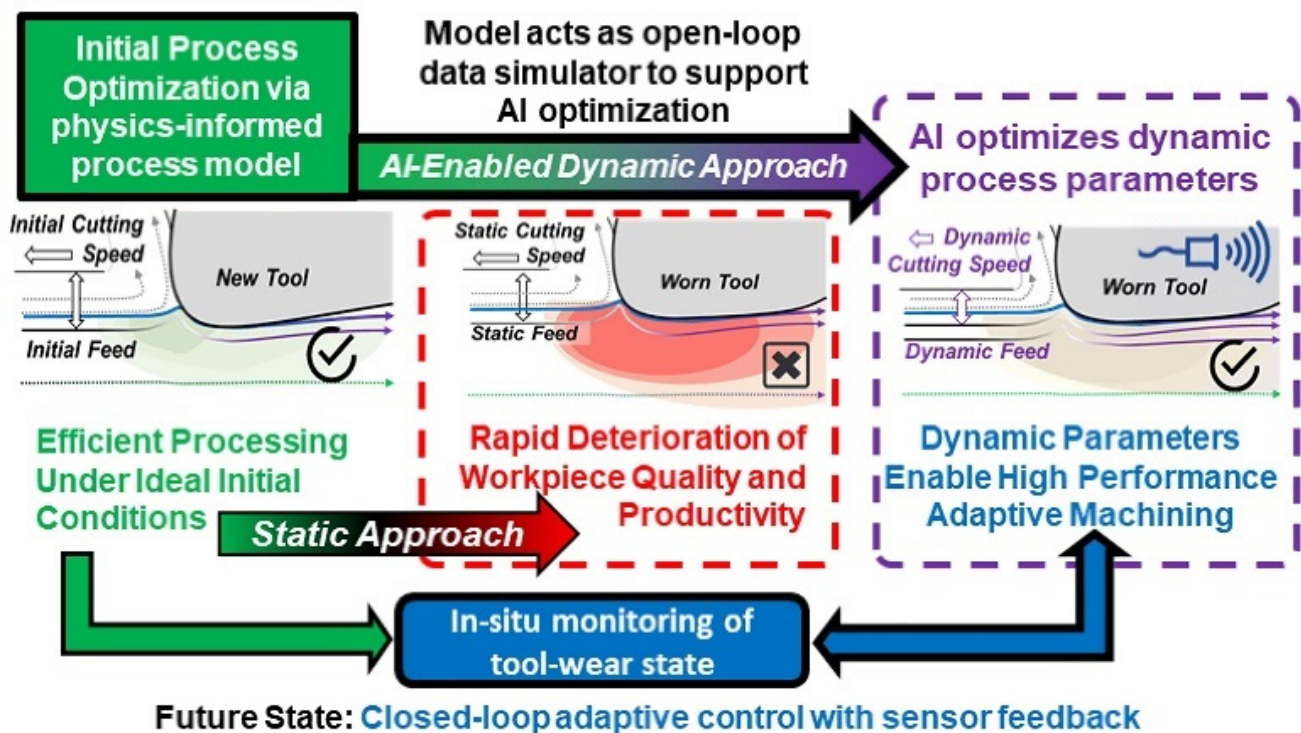 Initial Process
Optimization via
physics-informed
process model
Model acts as open-loop
data simulator to support
AI optimization
AI-Enabled Dynamic Approach
AI optimizes dynamic
process parameters
Initial Cutting
Speed
New Tool
Initial Feed
Static Cutting
Speed
Worn Tool
Static Feed
Dynamic
Cutting Speed
Worn Tool
Dynamic Feed
Efficient Processing
Under Ideal Initial
Conditions
Static Approach
Rapid Deterioration of
Workpiece Quality and
Productivity
Dynamic Parameters
Enable High Performance
Adaptive Machining
In-situ monitoring of
tool-wear state
Future State: Closed-loop adaptive control with sensor feedback